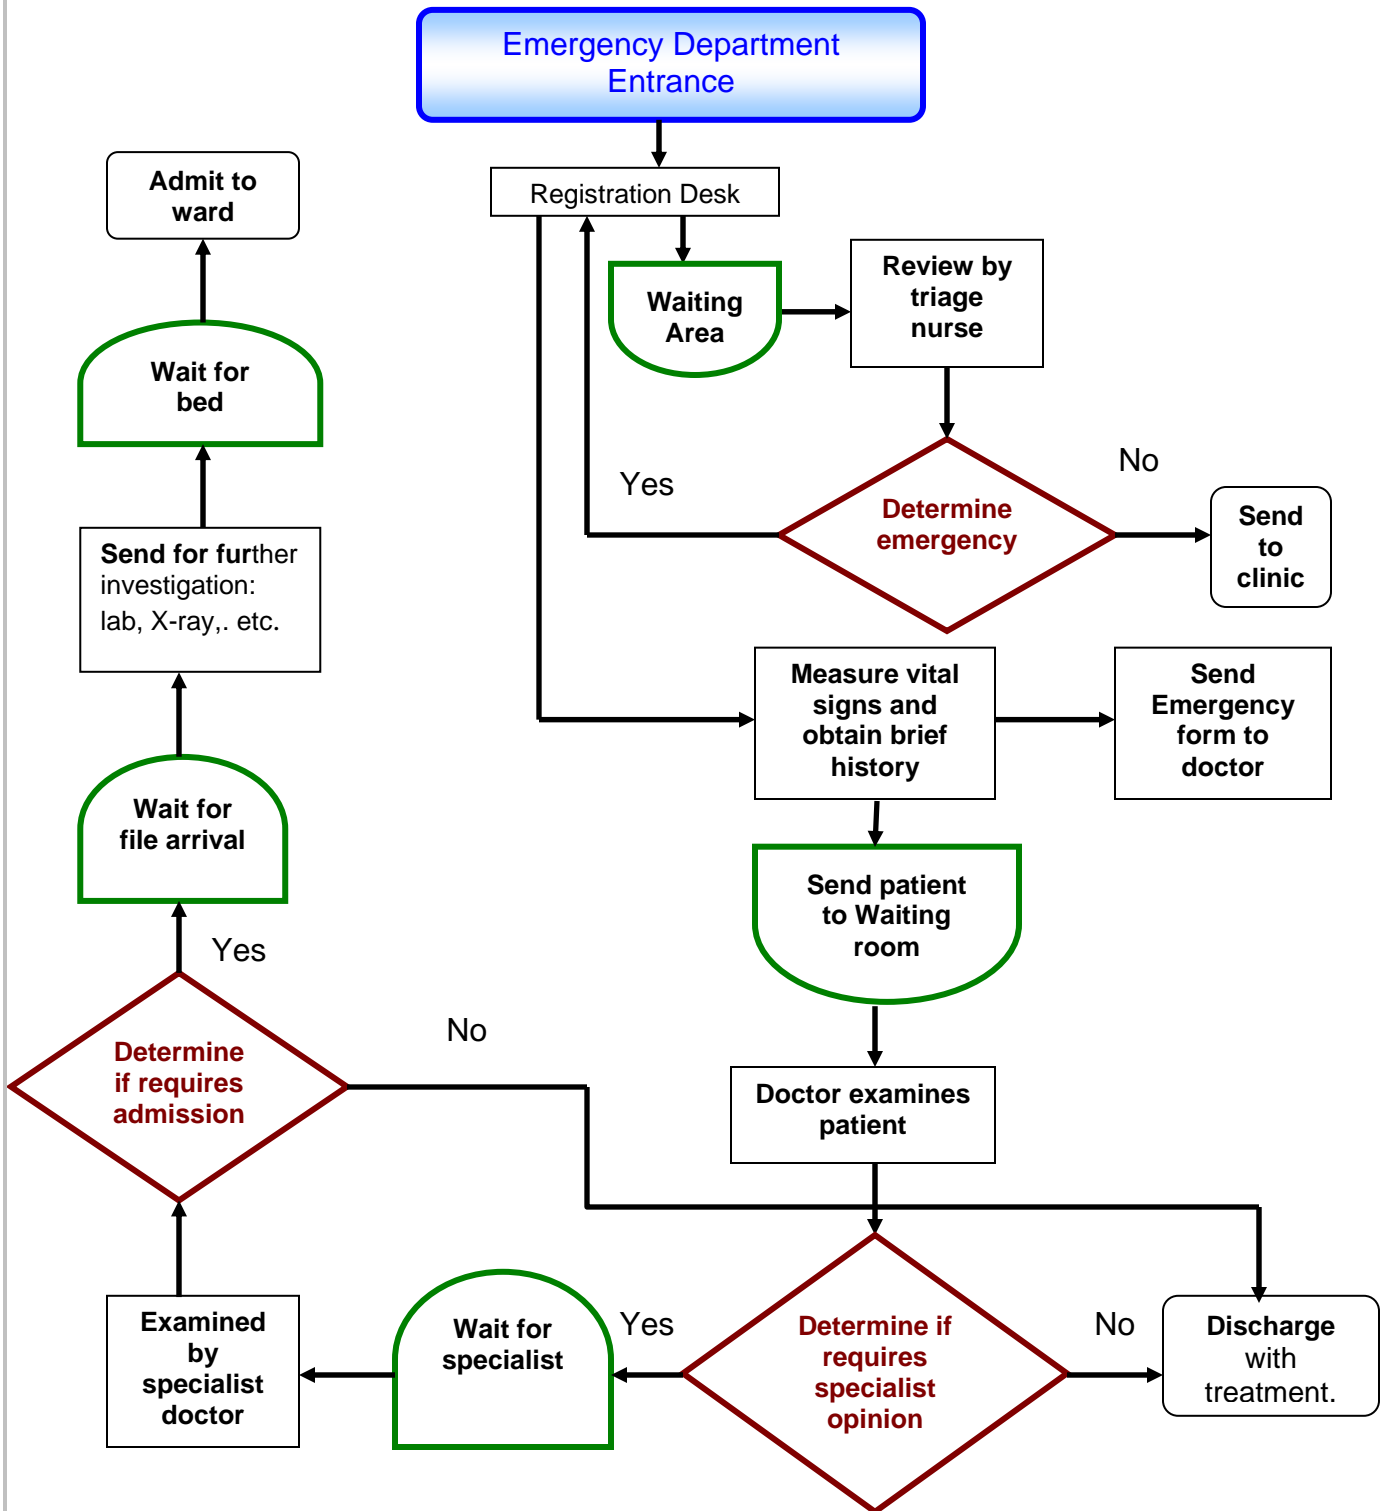 Emergency Department
Entrance
Registration Desk
Waiting
Area
Review by
triage
nurse
Determine
emergency
Yes
No
Send
to
clinic
Measure vital
signs and
obtain brief
history
Send
Emergency
form to
doctor
Send patient
to Waiting
room
Doctor examines
patient
Determine if
requires
specialist
opinion
No
Discharge
with
treatment.
Yes
Wait for
specialist
Examined
by
specialist
doctor
Determine
if requires
admission
No
Yes
Wait for
file arrival
Send for further
investigation:
lab, X-ray,. etc.
Wait for
bed
Admit to
ward